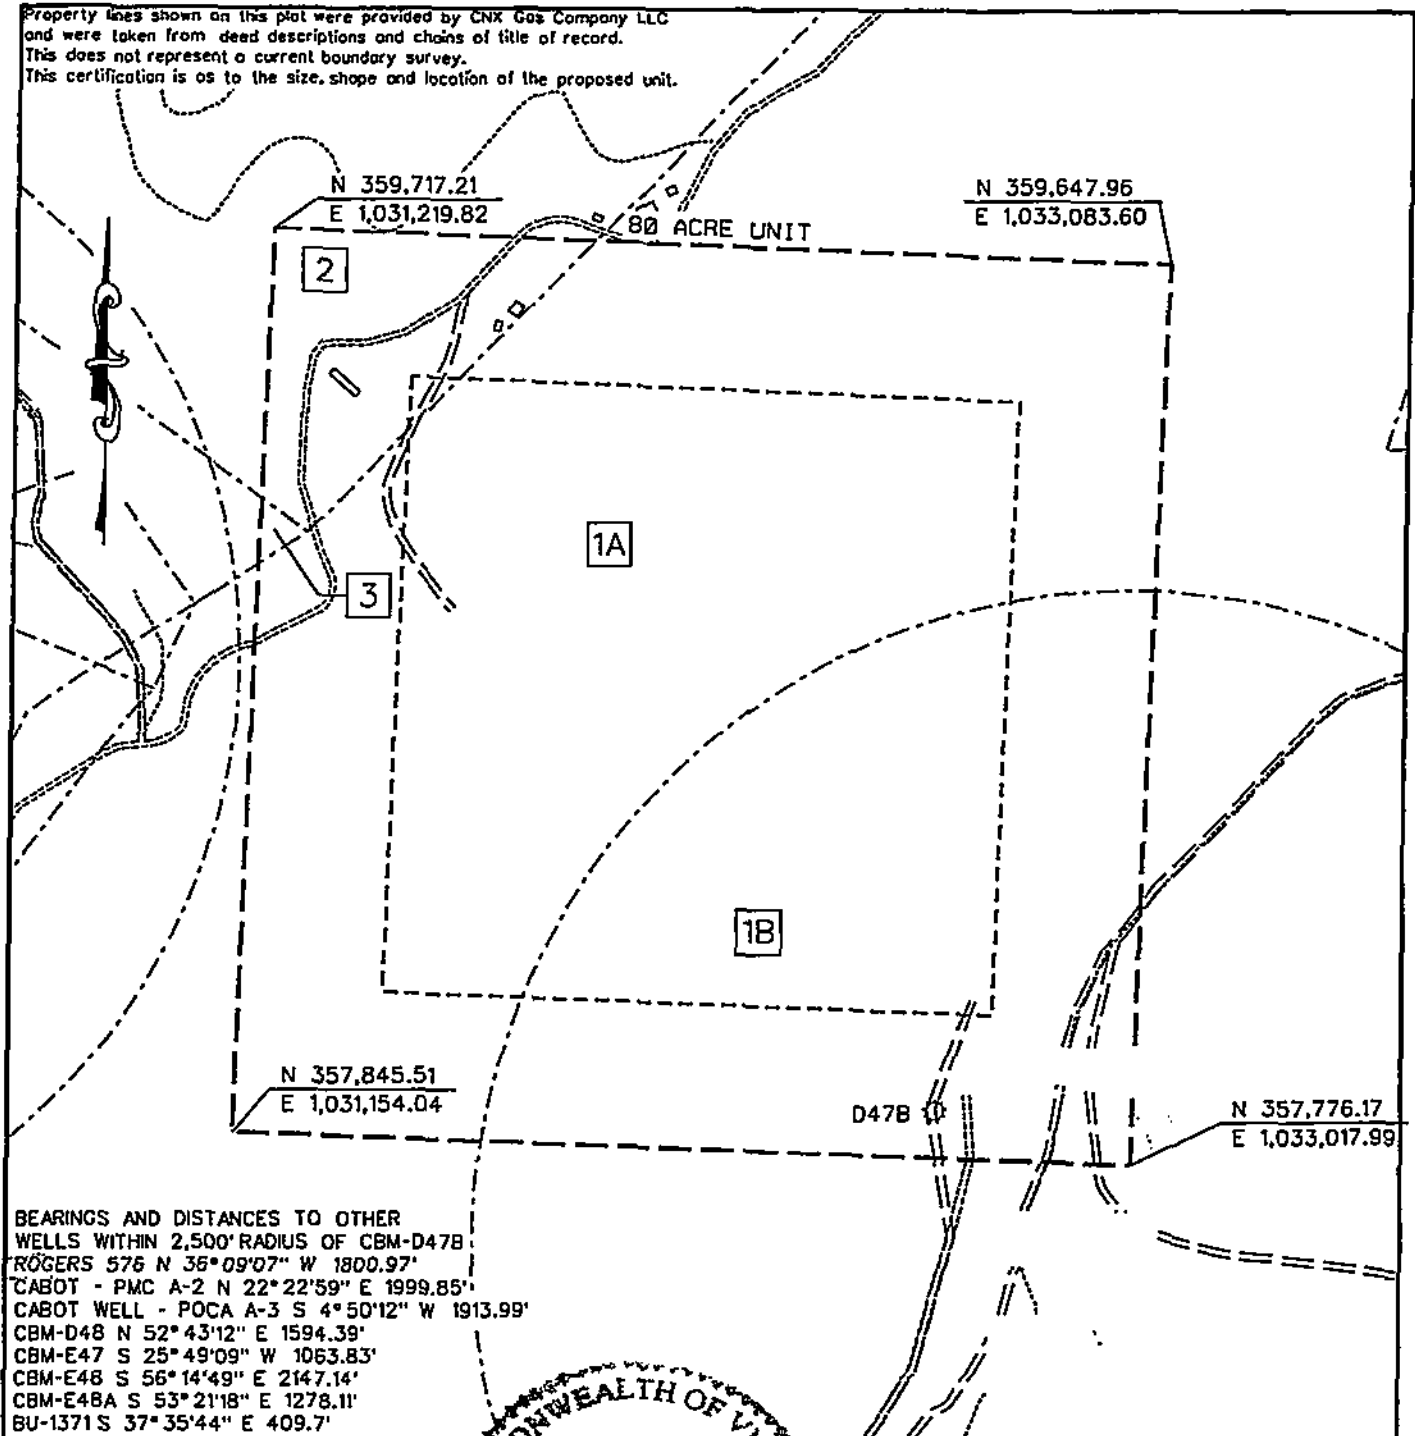 Property lines shown on this plat were provided by CNX Gas Company LLC
and were taken from deed descriptions and chains of title of record.
This does not represent a current boundary survey.
This certification is as to the size, shape and location of the proposed unit.
N 359,717.21
E 1,031,219.82
N 359,647.96
E 1,033,083.60
80 ACRE UNIT
2
1A
3
1B
N 357,845.51
E 1,031,154.04
D47B
N 357,776.17
E 1,033,017.99
BEARINGS AND DISTANCES TO OTHER
WELLS WITHIN 2,500' RADIUS OF CBM-D47B
ROGERS 576 N 36°09'07" W 1800.97'
CABOT - PMC A-2 N 22°22'59" E 1999.85'
CABOT WELL - POCA A-3 S 4°50'12" W 1913.99'
CBM-D48 N 52°43'12" E 1594.39'
CBM-E47 S 25°49'09" W 1063.83'
CBM-E48 S 56°14'49" E 2147.14'
CBM-E48A S 53°21'18" E 1278.11'
BU-1371 S 37°35'44" E 409.7'
ONWEALTH OF VI